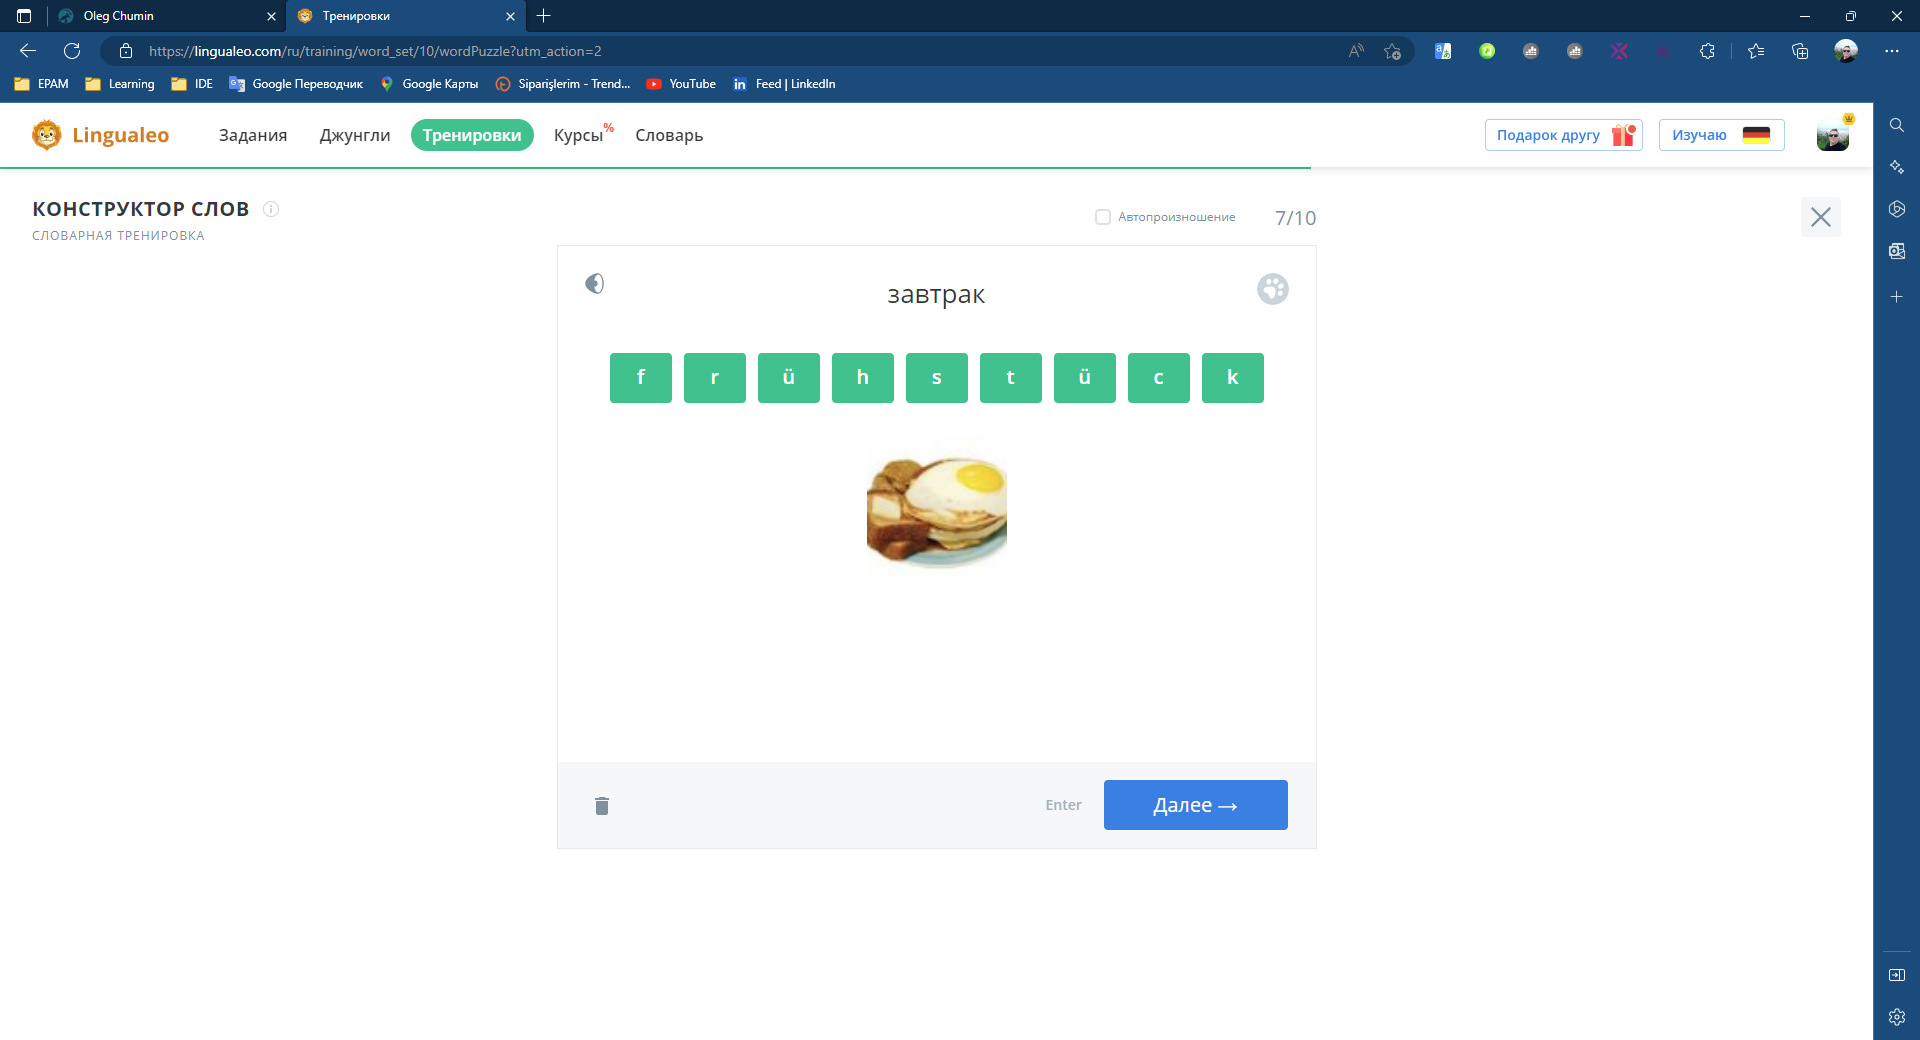 Oleg Chumin
Тренировки
https://lingualeo.com/ru/training/word_set/10/wordPuzzle?utm_action=2
EPAM
Learning
IDE
Google Переводчик
Google Карты
Siparişlerim - Trend...
YouTube
Feed | LinkedIn
Lingualeo
Задания
Джунгли
Тренировки
Курсы%
Словарь
Подарок другу
Изучаю
КОНСТРУКТОР СЛОВ
СЛОВАРНАЯ ТРЕНИРОВКА
Автопроизношение
7/10
завтрак
f r ü h s t ü c k
Enter
Далее →